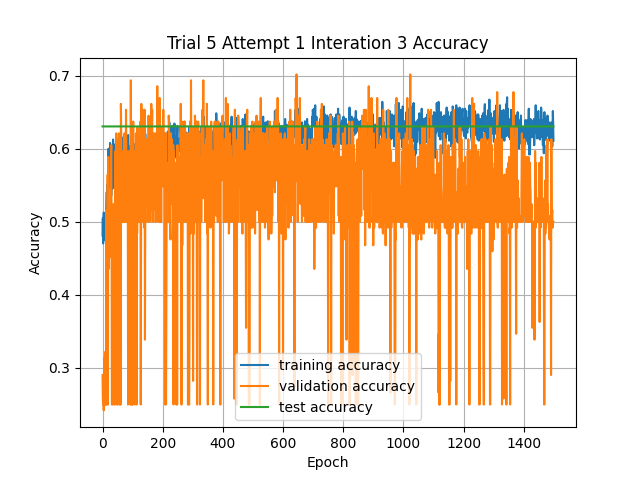 Trial 5 Attempt 1 Interation 3 Accuracy
0.7
0.6
0.5
0.4
0.3
Accuracy
training accuracy
validation accuracy
test accuracy
0 200 400 600 800 1000 1200 1400
Epoch